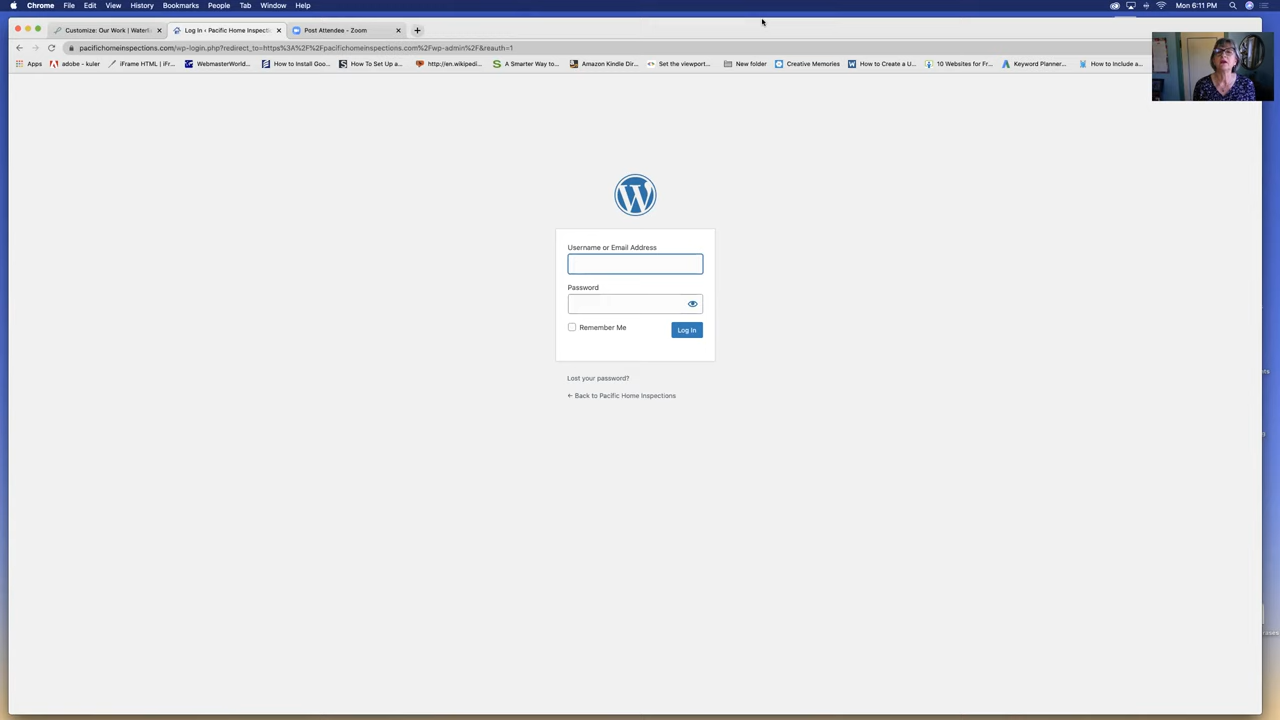 Chrome File Edit View History Bookmarks People Tab Window Help Mon 6:11 PM
Customize: Our Work | Waterf Log In ‹ Pacific Home Inspecti Post Attendee - Zoom
pacifichomeinspections.com/wp-login.php?redirect_to=https%3A%2F%2Fpacifichomeinspections.com%2Fwp-admin%2F&reauth=1
Apps adobe - kuler iFrame HTML | iFr... WebmasterWorld... How to Install Goo... How To Set Up a... http://en.wikipedi... A Smarter Way to... Amazon Kindle Dir... Set the viewport... New folder Creative Memories How to Create a U... 10 Websites for Fr... Keyword Planner... How to Include a...
Username or Email Address
Password
Remember Me Log In
Lost your password?
← Back to Pacific Home Inspections